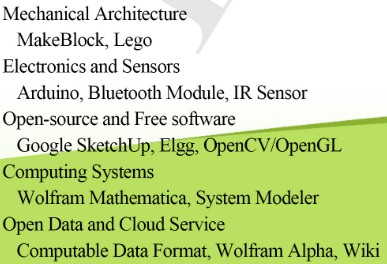 Mechanical Architecture
MakeBlock, Lego
Electronics and Sensors
Arduino, Bluetooth Module, IR Sensor
Open-source and Free software
Google SketchUp, Elgg, OpenCV/OpenGL
Computing Systems
Wolfram Mathematica, System Modeler
Open Data and Cloud Service
Computable Data Format, Wolfram Alpha, Wiki